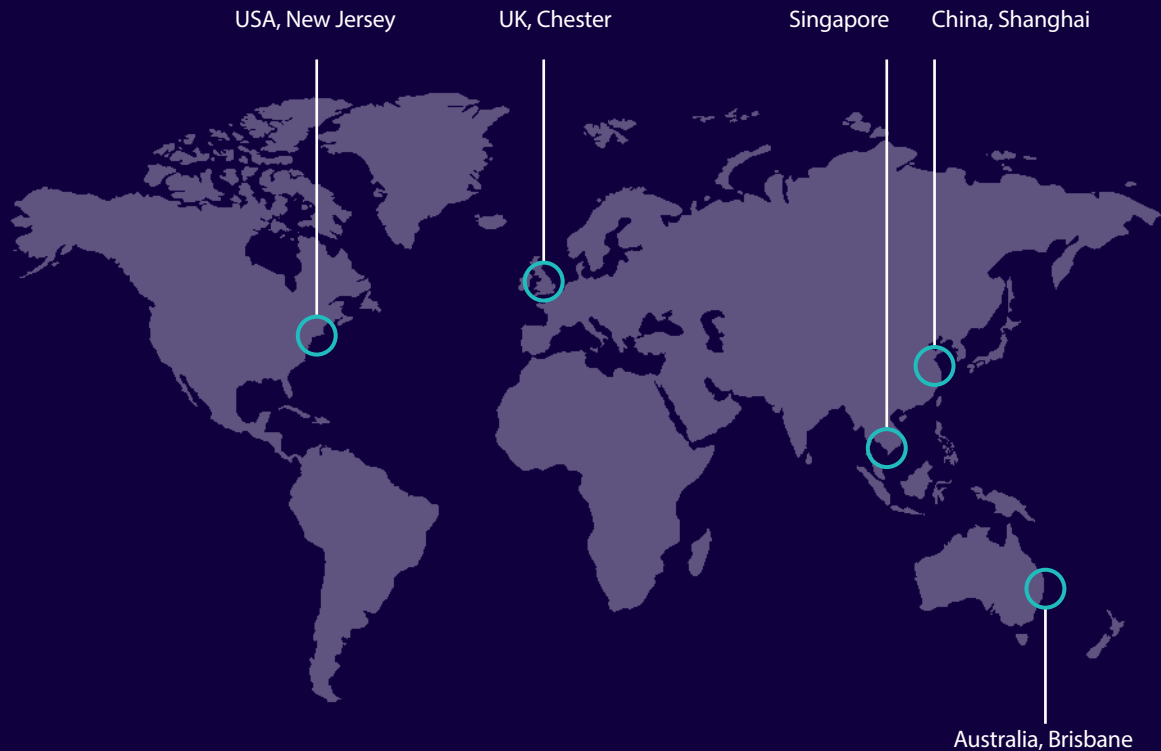 USA, New Jersey
UK, Chester
Singapore
China, Shanghai
Australia, Brisbane